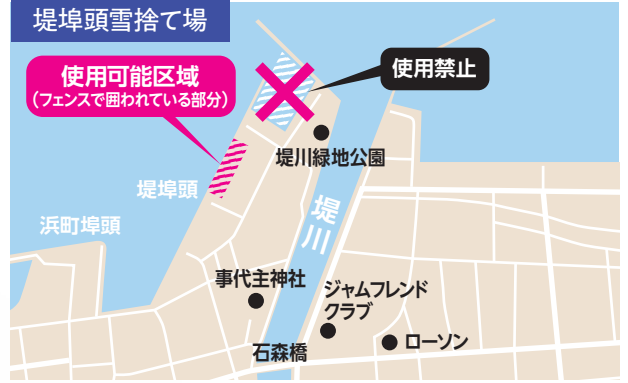 堤埠頭雪捨て場
使用可能区域
（フェンスで囲われている部分）
使用禁止
堤川緑地公園
堤埠頭
浜町埠頭
堤川
事代主神社
ジャムフレンド
クラブ
石森橋
ローソン